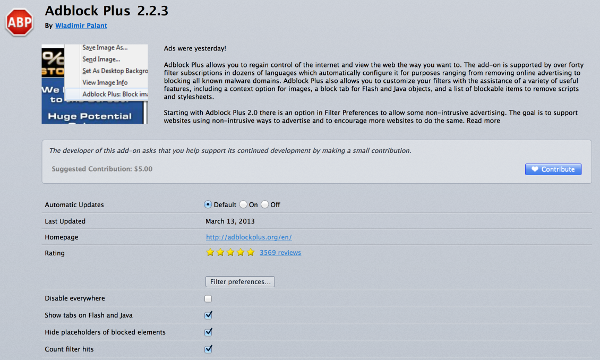 ABP
Adblock Plus 2.2.3
By Wladimir Palant
Save Image As...
Send Image...
Set As Desktop Backgro
View Image Info
Adblock Plus: Block ima
Huge Potential
Ads were yesterday!
Adblock Plus allows you to regain control of the internet and view the web the way you want to. The add-on is supported by over forty
filter subscriptions in dozens of languages which automatically configure it for purposes ranging from removing online advertising to
blocking all known malware domains. Adblock Plus also allows you to customize your filters with the assistance of a variety of useful
features, including a context option for images, a block tab for Flash and Java objects, and a list of blockable items to remove scripts
and stylesheets.
Starting with Adblock Plus 2.0 there is an option in Filter Preferences to allow some non-intrusive advertising. The goal is to support
websites using non-intrusive ways to advertise and to encourage more websites to do the same. Read more
The developer of this add-on asks that you help support its continued development by making a small contribution.
Suggested Contribution: $5.00
Contribute
Automatic Updates
Default On Off
Last Updated
March 13, 2013
Homepage
http://adblockplus.org/en/
Rating
3569 reviews
Filter preferences...
Disable everywhere
Show tabs on Flash and Java
Hide placeholders of blocked elements
Count filter hits